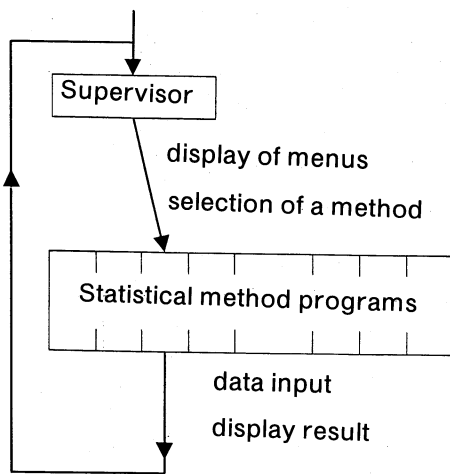 Supervisor
display of menus
selection of a method
Statistical method programs
data input
display result